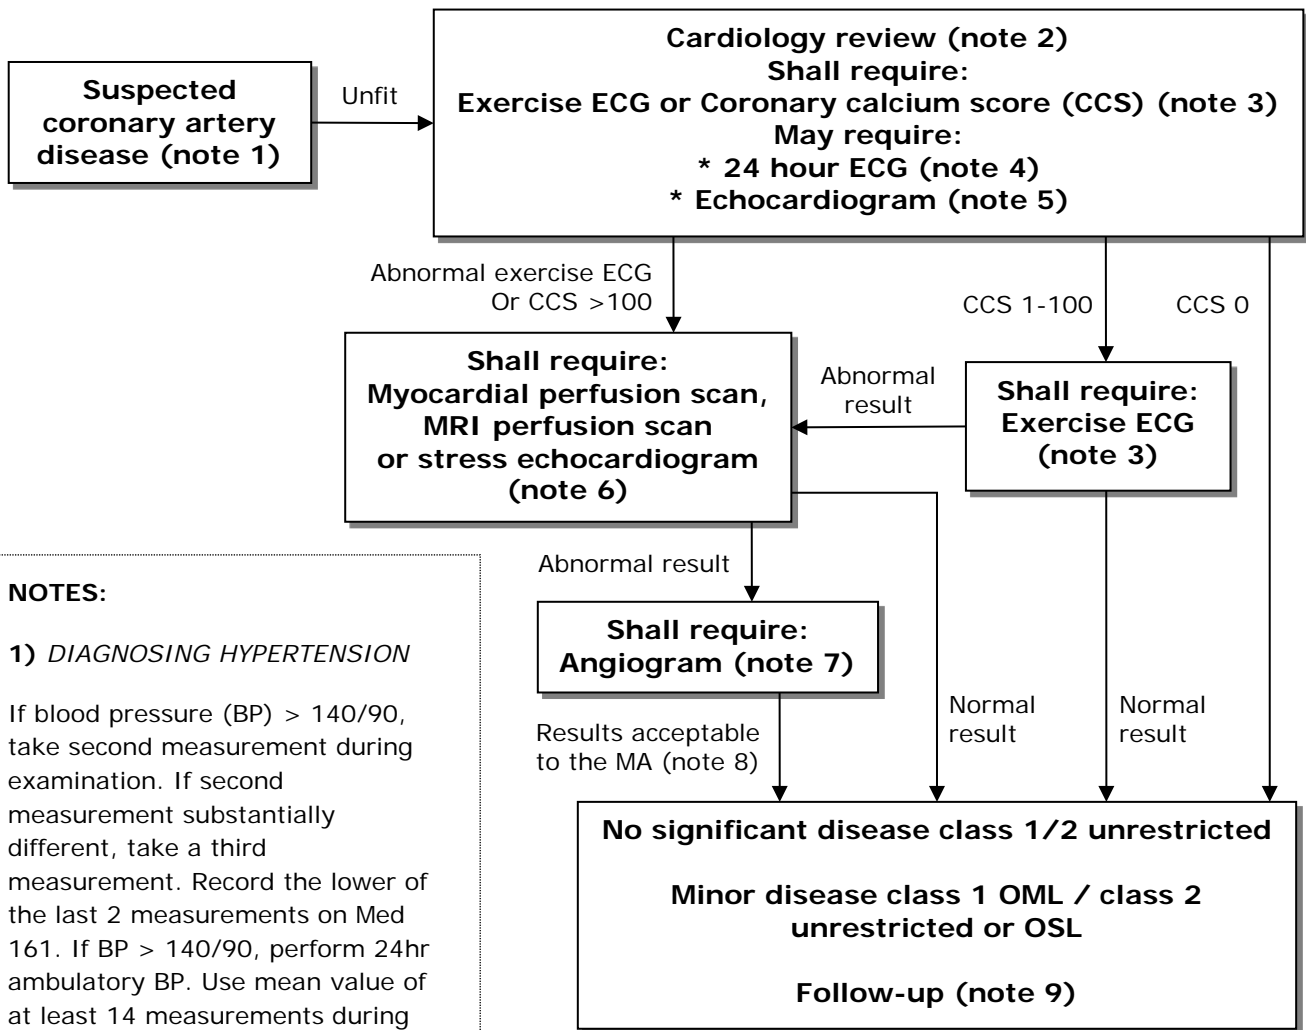 Suspected
coronary artery
disease (note 1)
Unfit
Cardiology review (note 2)
Shall require:
Exercise ECG or Coronary calcium score (CCS) (note 3)
May require:
* 24 hour ECG (note 4)
* Echocardiogram (note 5)
Abnormal exercise ECG
Or CCS >100
CCS 1-100
CCS 0
Shall require:
Myocardial perfusion scan,
MRI perfusion scan
or stress echocardiogram
(note 6)
Abnormal
result
Shall require:
Exercise ECG
(note 3)
Abnormal result
Shall require:
Angiogram (note 7)
Results acceptable
to the MA (note 8)
Normal
result
Normal
result
No significant disease class 1/2 unrestricted
Minor disease class 1 OML / class 2
unrestricted or OSL
Follow-up (note 9)
NOTES:
1) DIAGNOSING HYPERTENSION
If blood pressure (BP) > 140/90,
take second measurement during
examination. If second
measurement substantially
different, take a third
measurement. Record the lower of
the last 2 measurements on Med
161. If BP > 140/90, perform 24hr
ambulatory BP. Use mean value of
at least 14 measurements during